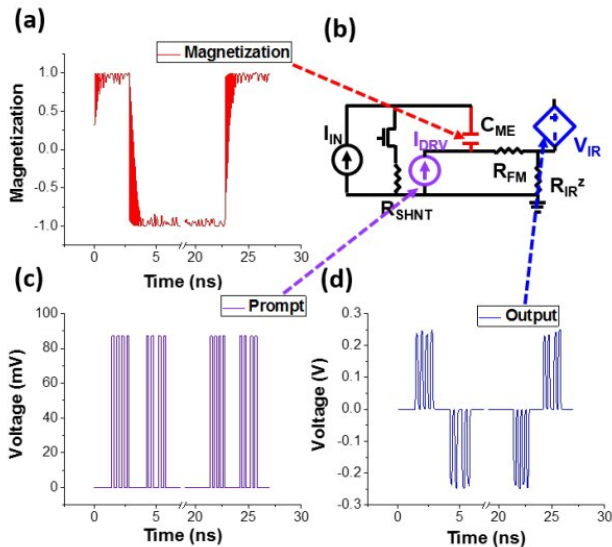 (a)
Magnetization
1.0
0.5
0.0
-0.5
-1.0
Magnetization
0 5 20 25 30
Time (ns)
(b)
I_IN
I_DRV
C_ME
V_IR
R_FM
R_IR^z
R_SHNT
(c)
Prompt
100
80
60
40
20
0
Voltage (mV)
0 5 20 25 30
Time (ns)
(d)
Output
0.3
0.2
0.1
0.0
-0.1
-0.2
-0.3
Voltage (V)
0 5 20 25 30
Time (ns)